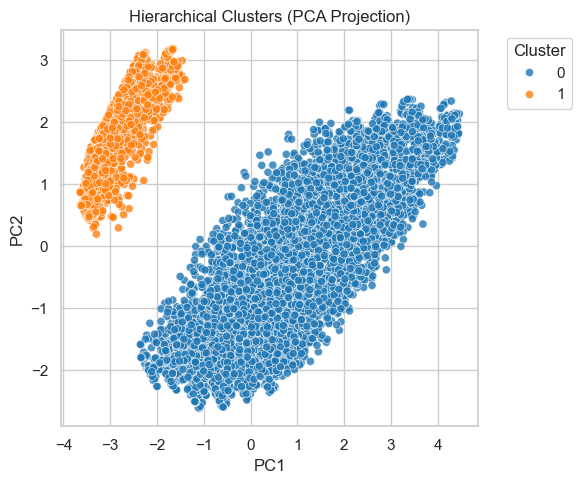 Hierarchical Clusters (PCA Projection)
Cluster
0
1
3
2
1
0
−1
−2
PC2
−4 −3 −2 −1 0 1 2 3 4
PC1